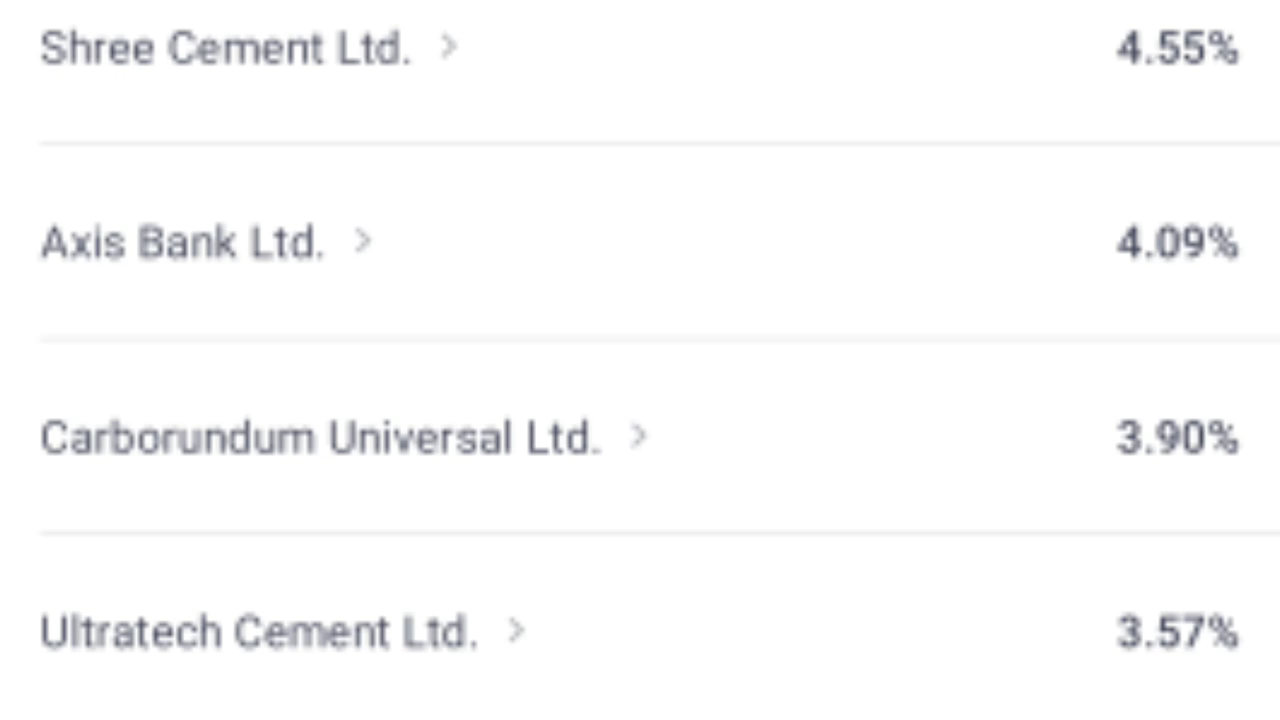 Shree Cement Ltd. > 4.55%
Axis Bank Ltd. > 4.09%
Carborundum Universal Ltd. > 3.90%
Ultratech Cement Ltd. > 3.57%